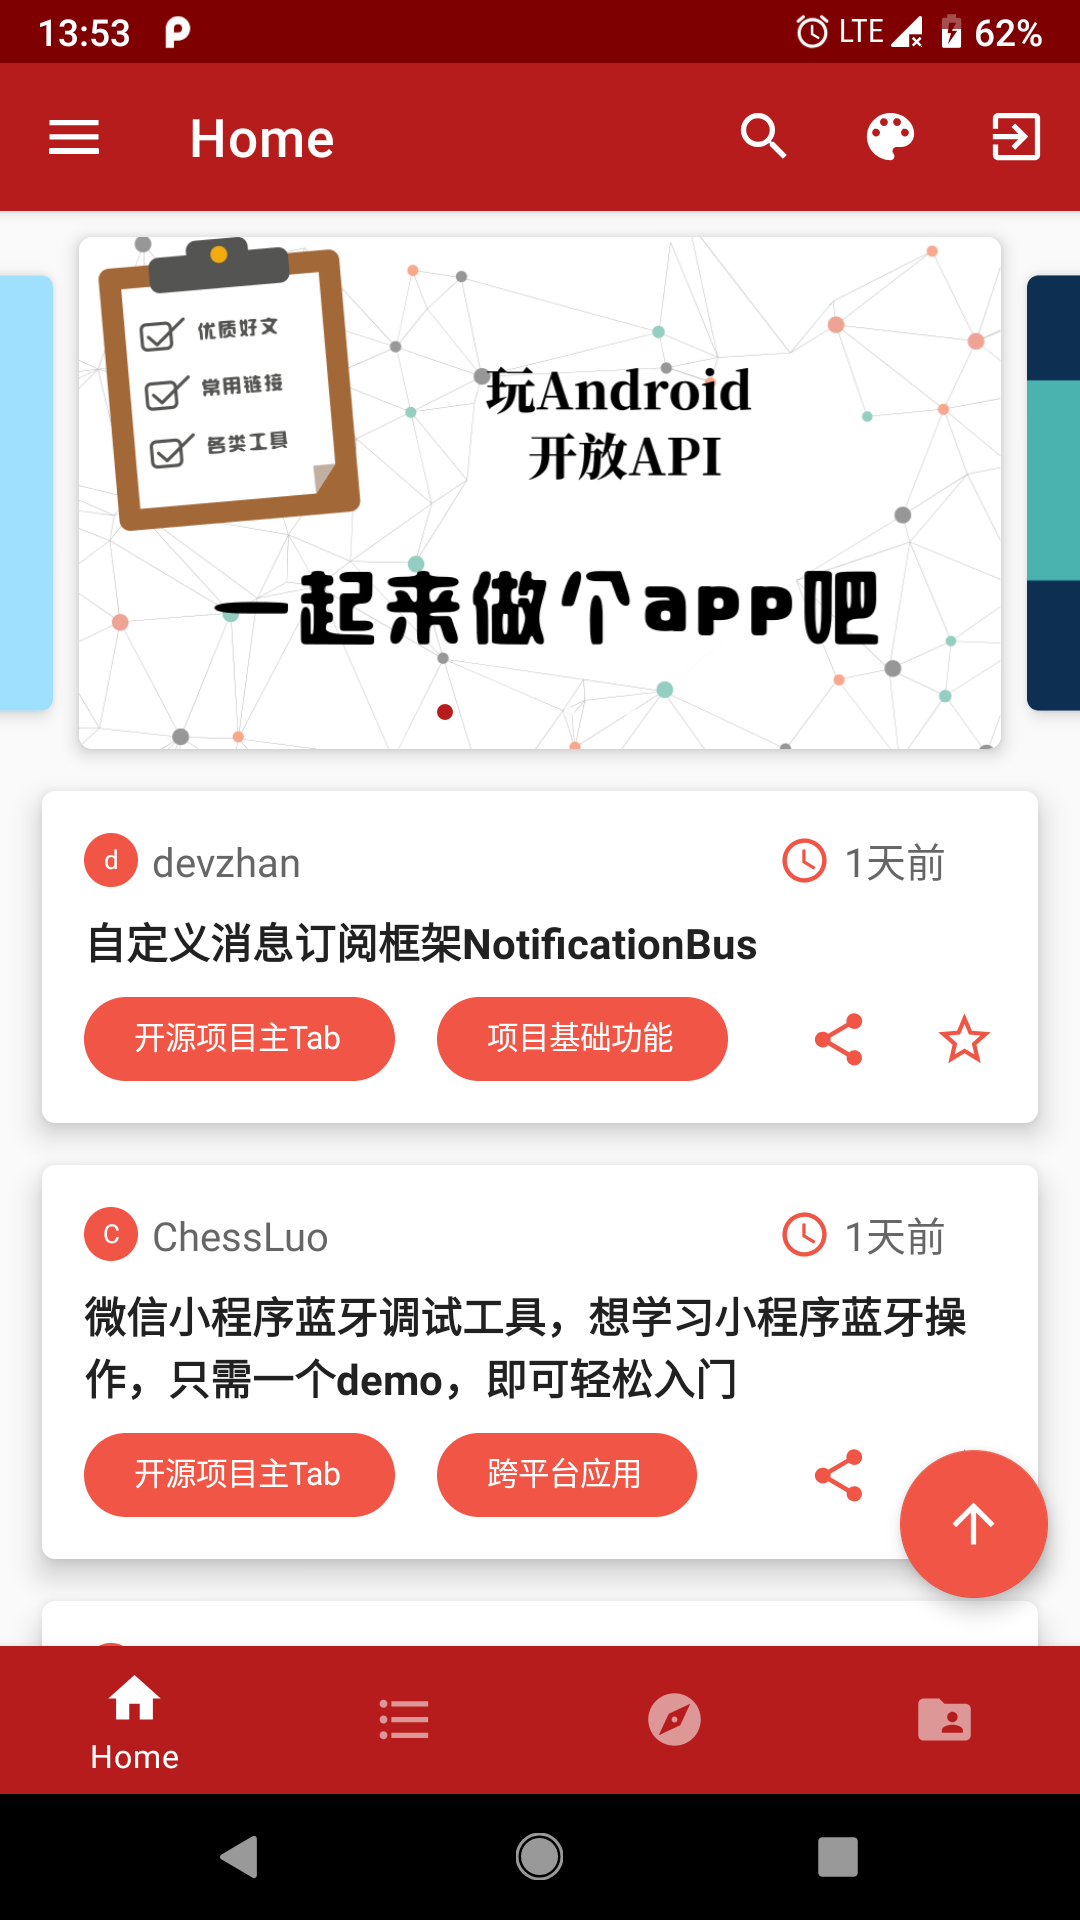 13:53
LTE
62%
Home
优质好文
常用链接
各类工具
玩Android
开放API
一起来做个app吧
d devzhan
1天前
自定义消息订阅框架NotificationBus
开源项目主Tab
项目基础功能
C ChessLuo
1天前
微信小程序蓝牙调试工具，想学习小程序蓝牙操
作，只需一个demo，即可轻松入门
开源项目主Tab
跨平台应用
Home